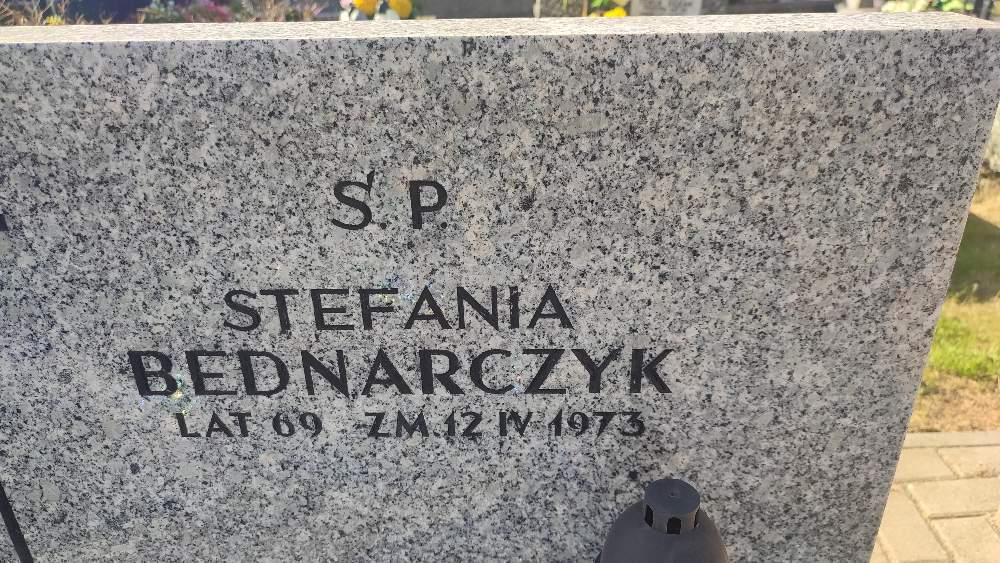 Ś. P.
STEFANIA
BEDNARCZYK
LAT 69 - ZM. 12 IV 1973